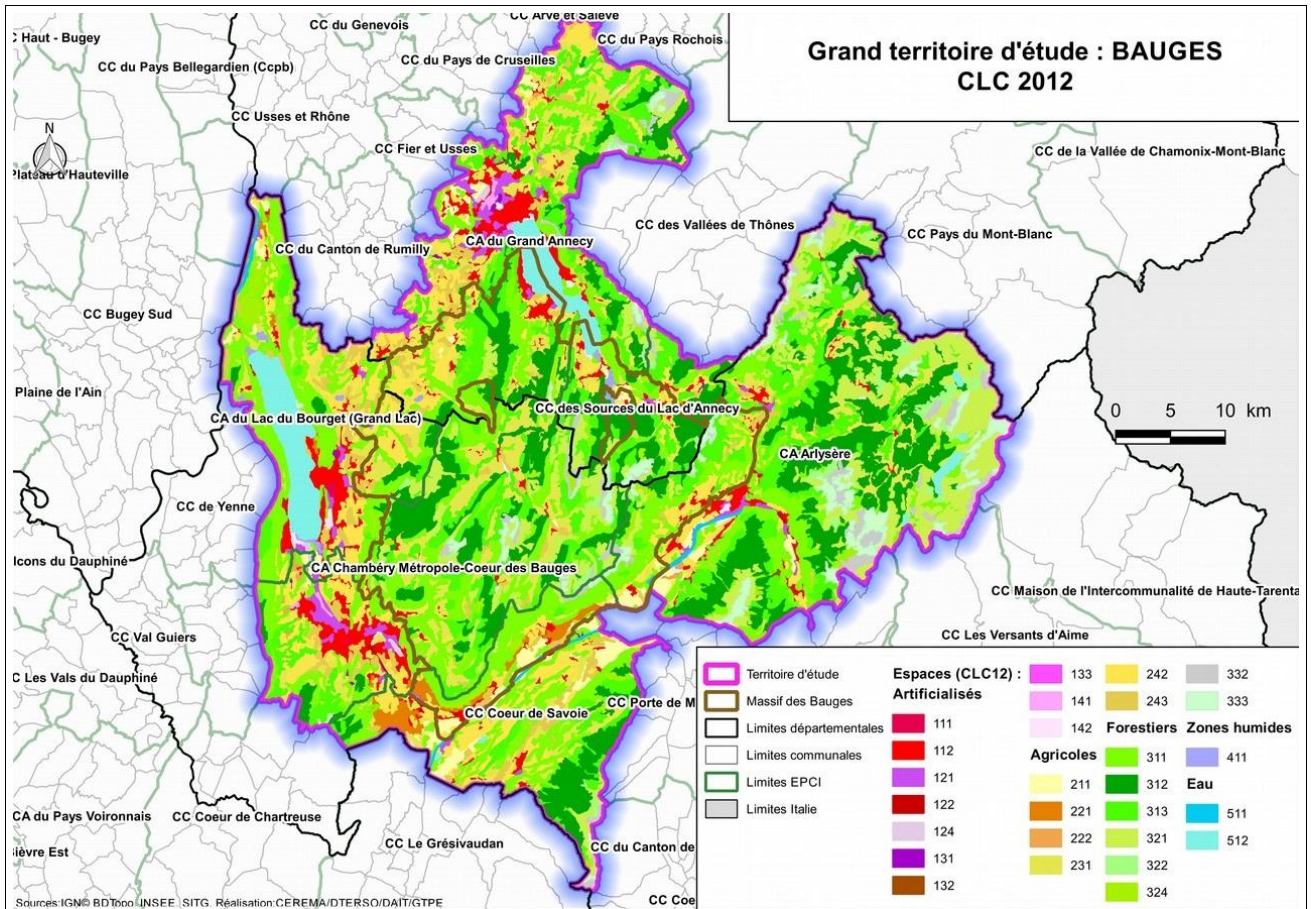 Grand territoire d'étude : BAUGES
CLC 2012
CC Arve et Salève
CC du Genevois
C Haut - Bugey
CC du Pays Rochois
CC du Pays de Cruseilles
CC du Pays Bellegardien (Ccpb)
CC Usses et Rhône
N
CC Fier et Usses
CC de la Vallée de Chamonix-Mont-Blanc
Plateau d'Hauteville
CC des Vallées de Thônes
CC Pays du Mont-Blanc
CA du Grand Annecy
CC du Canton de Rumilly
CC Bugey Sud
Plaine de l'Ain
0 5 10 km
CC des Sources du Lac d'Annecy
CA du Lac du Bourget (Grand Lac)
CA Arlysère
CC de Yenne
lcons du Dauphiné
CA Chambéry Métropole-Coeur des Bauges
CC Maison de l'Intercommunalité de Haute-Tarenta
CC Val Guiers
CC Les Versants d'Aime
C Les Vals du Dauphiné
CC Porte de M
CC Coeur de Savoie
CA du Pays Voironnais
CC Coeur de Chartreuse
ièvre Est
CC Le Grésivaudan
CC du Canton de
CC Coe
Territoire d'étude
Massif des Bauges
Limites départementales
Limites communales
Limites EPCI
Limites Italie
Espaces (CLC12) :
Artificialisés
111
112
121
122
124
131
132
133
141
142
Agricoles
211
221
222
231
242
243
Forestiers
311
312
313
321
322
324
332
333
Zones humides
411
Eau
511
512
Sources:IGN© BDTopo, INSEE, SITG, Réalisation:CEREMA/DTERSO/DAIT/GTPE